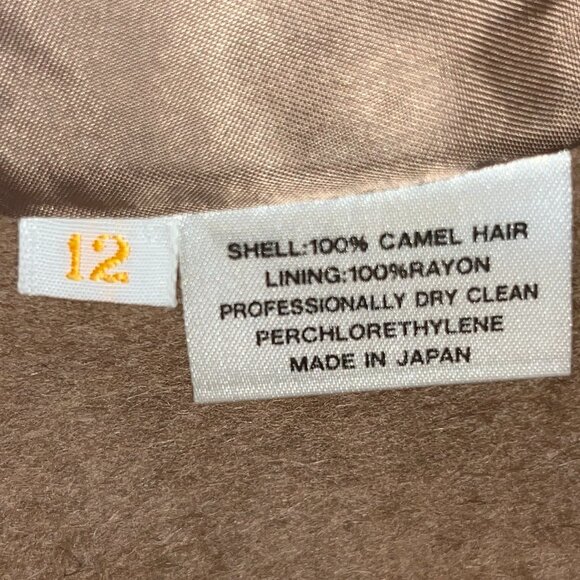 12
SHELL:100% CAMEL HAIR
LINING:100%RAYON
PROFESSIONALLY DRY CLEAN
PERCHLORETHYLENE
MADE IN JAPAN